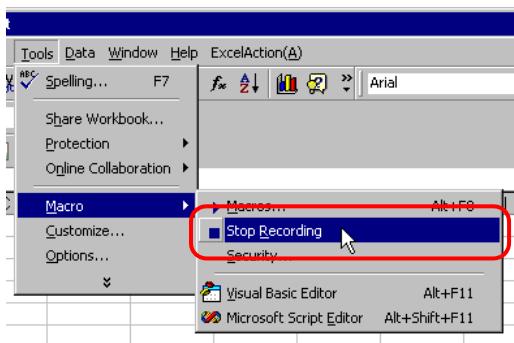 Tools Data Window Help ExcelAction(A)
ABC Spelling... F7
Arial
Share Workbook...
Protection
Online Collaboration
Macro
Macros... Alt+F8
Customize...
Stop Recording
Options...
Security...
Visual Basic Editor Alt+F11
Microsoft Script Editor Alt+Shift+F11